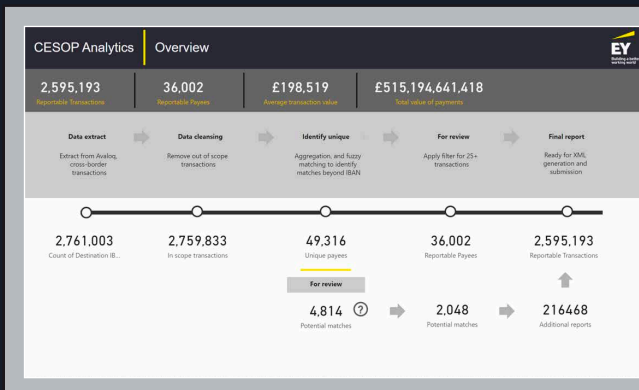 CESOP Analytics
Overview
EY
Building a better
working world
2,595,193
Reportable Transactions
36,002
Reportable Payees
£198,519
Average transaction value
£515,194,641,418
Total value of payments
Data extract
Extract from Avaloq,
cross-border
transactions
Data cleansing
Remove out of scope
transactions
Identify unique
Aggregation, and fuzzy
matching to identify
matches beyond IBAN
For review
Apply filter for 25+
transactions
Final report
Ready for XML
generation and
submission
2,761,003
Count of Destination IB...
2,759,833
In scope transactions
49,316
Unique payees
36,002
Reportable Payees
2,595,193
Reportable Transactions
For review
4,814
?
Potential matches
2,048
Potential matches
216468
Additional reports